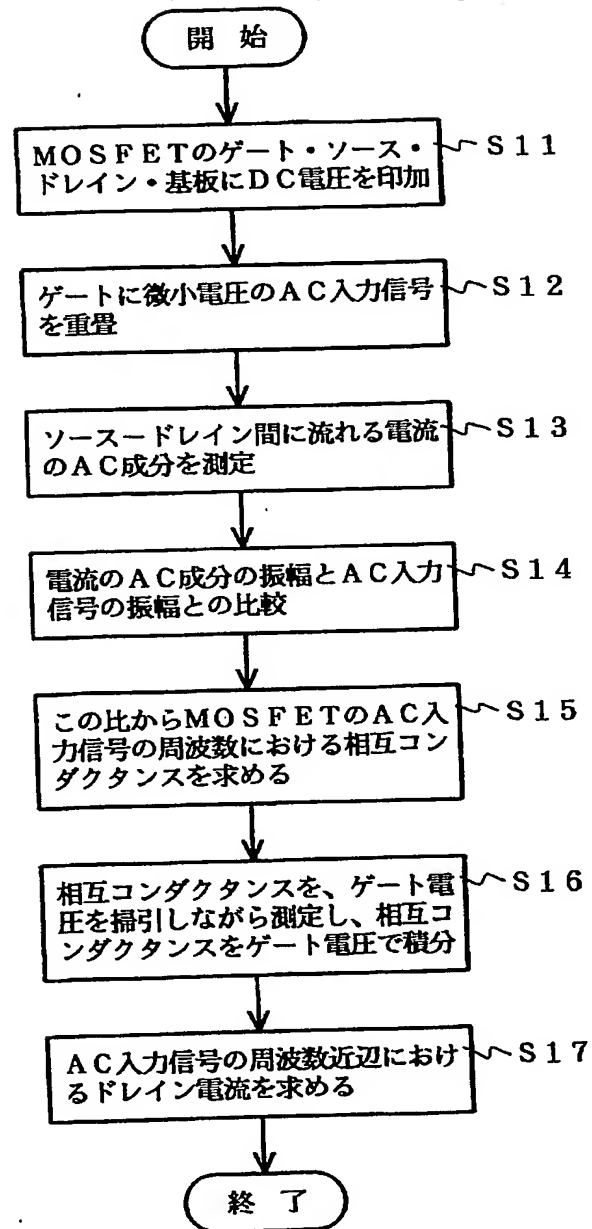 開 始
MOSFETのゲート・ソース・
ドレイン・基板にDC電圧を印加
S11
ゲートに微小電圧のAC入力信号
を重畳
S12
ソース－ドレイン間に流れる電流
のAC成分を測定
S13
電流のAC成分の振幅とAC入力
信号の振幅との比較
S14
この比からMOSFETのAC入
力信号の周波数における相互コン
ダクタンスを求める
S15
相互コンダクタンスを、ゲート電
圧を掃引しながら測定し、相互コ
ンダクタンスをゲート電圧で積分
S16
AC入力信号の周波数近辺におけ
るドレイン電流を求める
S17
終 了